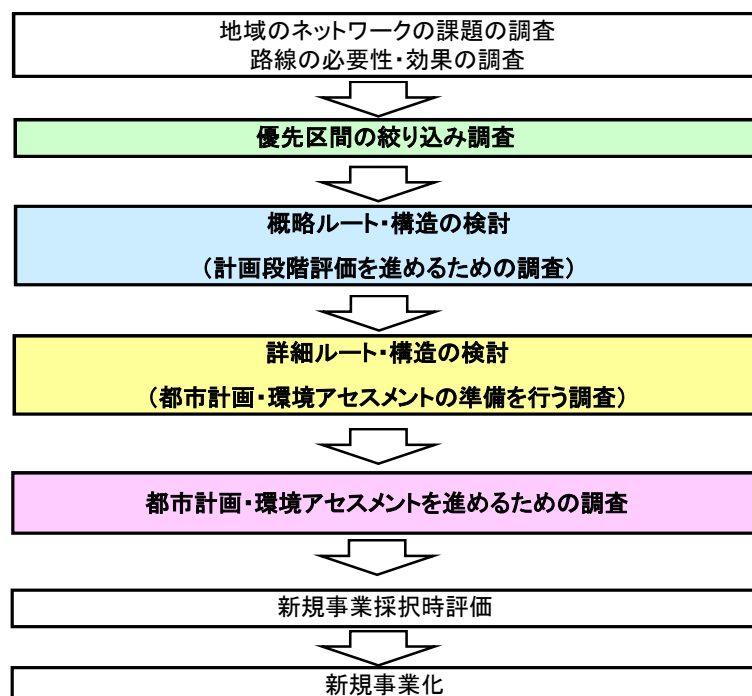 地域のネットワークの課題の調査
路線の必要性・効果の調査
優先区間の絞り込み調査
概略ルート・構造の検討
（計画段階評価を進めるための調査）
詳細ルート・構造の検討
（都市計画・環境アセスメントの準備を行う調査）
都市計画・環境アセスメントを進めるための調査
新規事業採択時評価
新規事業化